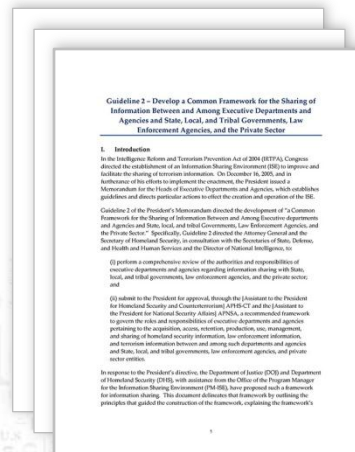 Guideline 2 – Develop a Common Framework for the Sharing of
Information Between and Among Executive Departments and
Agencies and State, Local, and Tribal Governments, Law
Enforcement Agencies, and the Private Sector
I. Introduction
In the Intelligence Reform and Terrorism Prevention Act of 2004 (IRTPA), Congress
directed the establishment of an Information Sharing Environment (ISE) to improve and
facilitate the sharing of terrorism information. On December 16, 2005, and in
furtherance of his efforts to implement the enactment, the President issued a
Memorandum for the Heads of Executive Departments and Agencies, which establishes
guidelines and directs particular actions to effect the creation and operation of the ISE.
Guideline 2 of the President's Memorandum directed the development of "a Common
Framework for the Sharing of Information Between and Among Executive Departments
and Agencies and State, local, and tribal Governments, Law Enforcement Agencies, and
the Private Sector." Specifically, Guideline 2 directed the Attorney General and the
Secretary of Homeland Security, in consultation with the Secretaries of State, Defense,
and Health and Human Services and the Director of National Intelligence, to:
(i) perform a comprehensive review of the authorities and responsibilities of
executive departments and agencies regarding information sharing with State,
local, and tribal governments, law enforcement agencies, and the private sector;
and
(ii) submit to the President for approval, through the [Assistant to the President
for Homeland Security and Counterterrorism] APHS-CT and the [Assistant to
the President for National Security Affairs] APNSA, a recommended framework
to govern the roles and responsibilities of executive departments and agencies
pertaining to the acquisition, access, retention, production, use, management,
and sharing of homeland security information, law enforcement information,
and terrorism information between and among such departments and agencies
and State, local, and tribal governments, law enforcement agencies, and private
sector entities.
In response to the President's directive, the Department of Justice (DOJ) and Department
of Homeland Security (DHS), with assistance from the Office of the Program Manager
for the Information Sharing Environment (PM-ISE), have proposed such a framework
for information sharing. This document delineates that framework by outlining the
principles that guided the construction of the framework, explaining the framework's